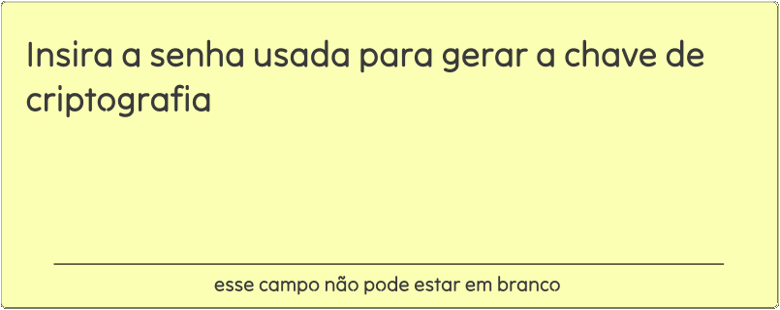 Insira a senha usada para gerar a chave de
criptografia
esse campo não pode estar em branco